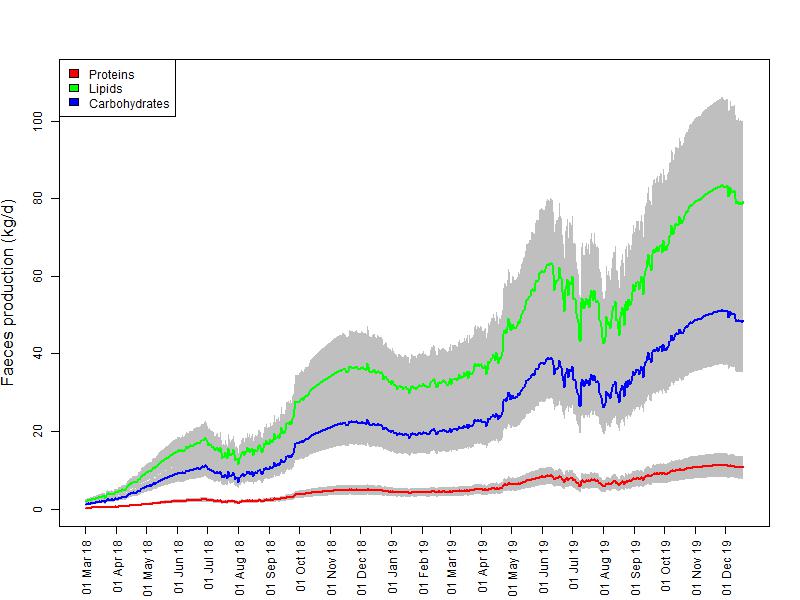 Proteins
Lipids
Carbohydrates
Faeces production (kg/d)
100
80
60
40
20
0
01 Mar 18
01 Apr 18
01 May 18
01 Jun 18
01 Jul 18
01 Aug 18
01 Sep 18
01 Oct 18
01 Nov 18
01 Dec 18
01 Jan 19
01 Feb 19
01 Mar 19
01 Apr 19
01 May 19
01 Jun 19
01 Jul 19
01 Aug 19
01 Sep 19
01 Oct 19
01 Nov 19
01 Dec 19